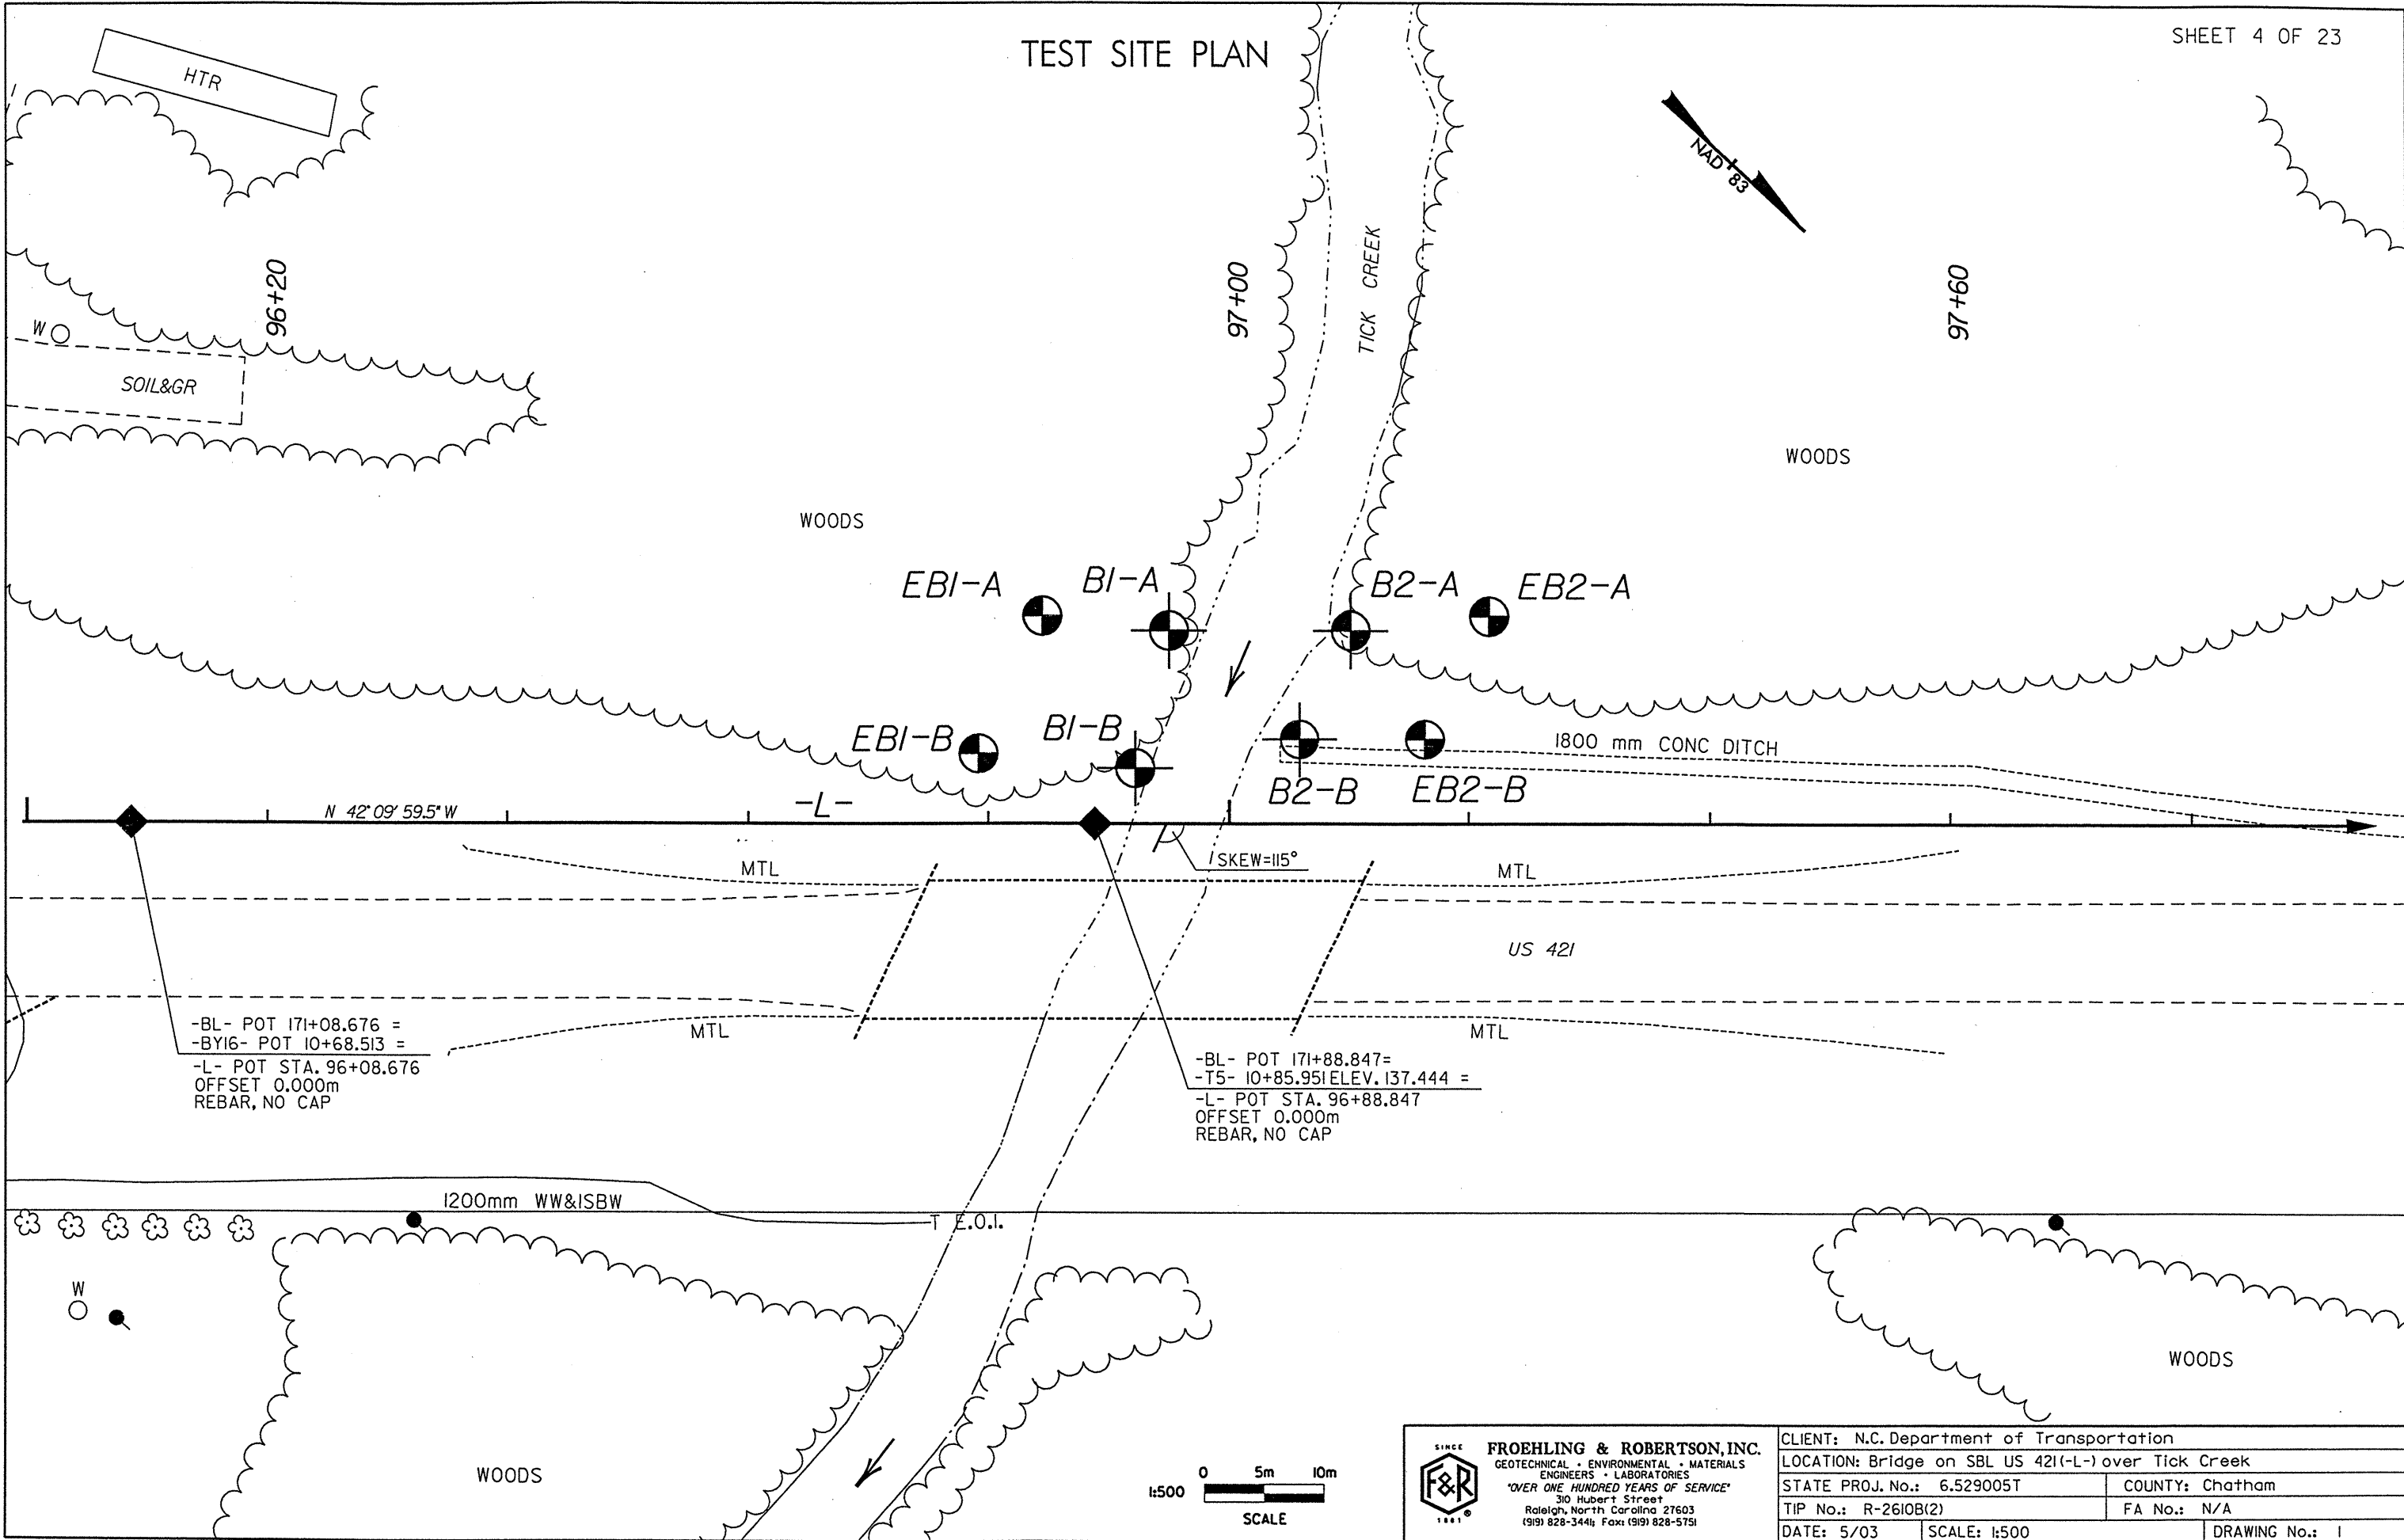 TEST SITE PLAN
SHEET 4 OF 23
HTR
NAD 83
96+20
97+00
97+60
TICK CREEK
W
SOIL&GR
WOODS
WOODS
EB1-A
B1-A
B2-A
EB2-A
EB1-B
B1-B
B2-B
EB2-B
1800 mm CONC DITCH
N 42°09'59.5" W
-L-
SKEW=115°
MTL
MTL
US 421
MTL
MTL
-BL- POT 171+08.676 =
-BY16- POT 10+68.513 =
-L- POT STA. 96+08.676
OFFSET 0.000m
REBAR, NO CAP
-BL- POT 171+88.847=
-T5- 10+85.951 ELEV. 137.444 =
-L- POT STA. 96+88.847
OFFSET 0.000m
REBAR, NO CAP
1200mm WW&1SBW
T E.O.I.
W
WOODS
WOODS
1:500
0 5m 10m
SCALE
SINCE
F&R
1881
®
FROEHLING & ROBERTSON, INC.
GEOTECHNICAL • ENVIRONMENTAL • MATERIALS
ENGINEERS • LABORATORIES
"OVER ONE HUNDRED YEARS OF SERVICE"
310 Hubert Street
Raleigh, North Carolina 27603
(919) 828-3441; Fax: (919) 828-5751
CLIENT: N.C. Department of Transportation
LOCATION: Bridge on SBL US 421 (-L-) over Tick Creek
STATE PROJ. No.: 6.529005T
COUNTY: Chatham
TIP No.: R-2610B(2)
FA No.: N/A
DATE: 5/03
SCALE: 1:500
DRAWING No.: 1